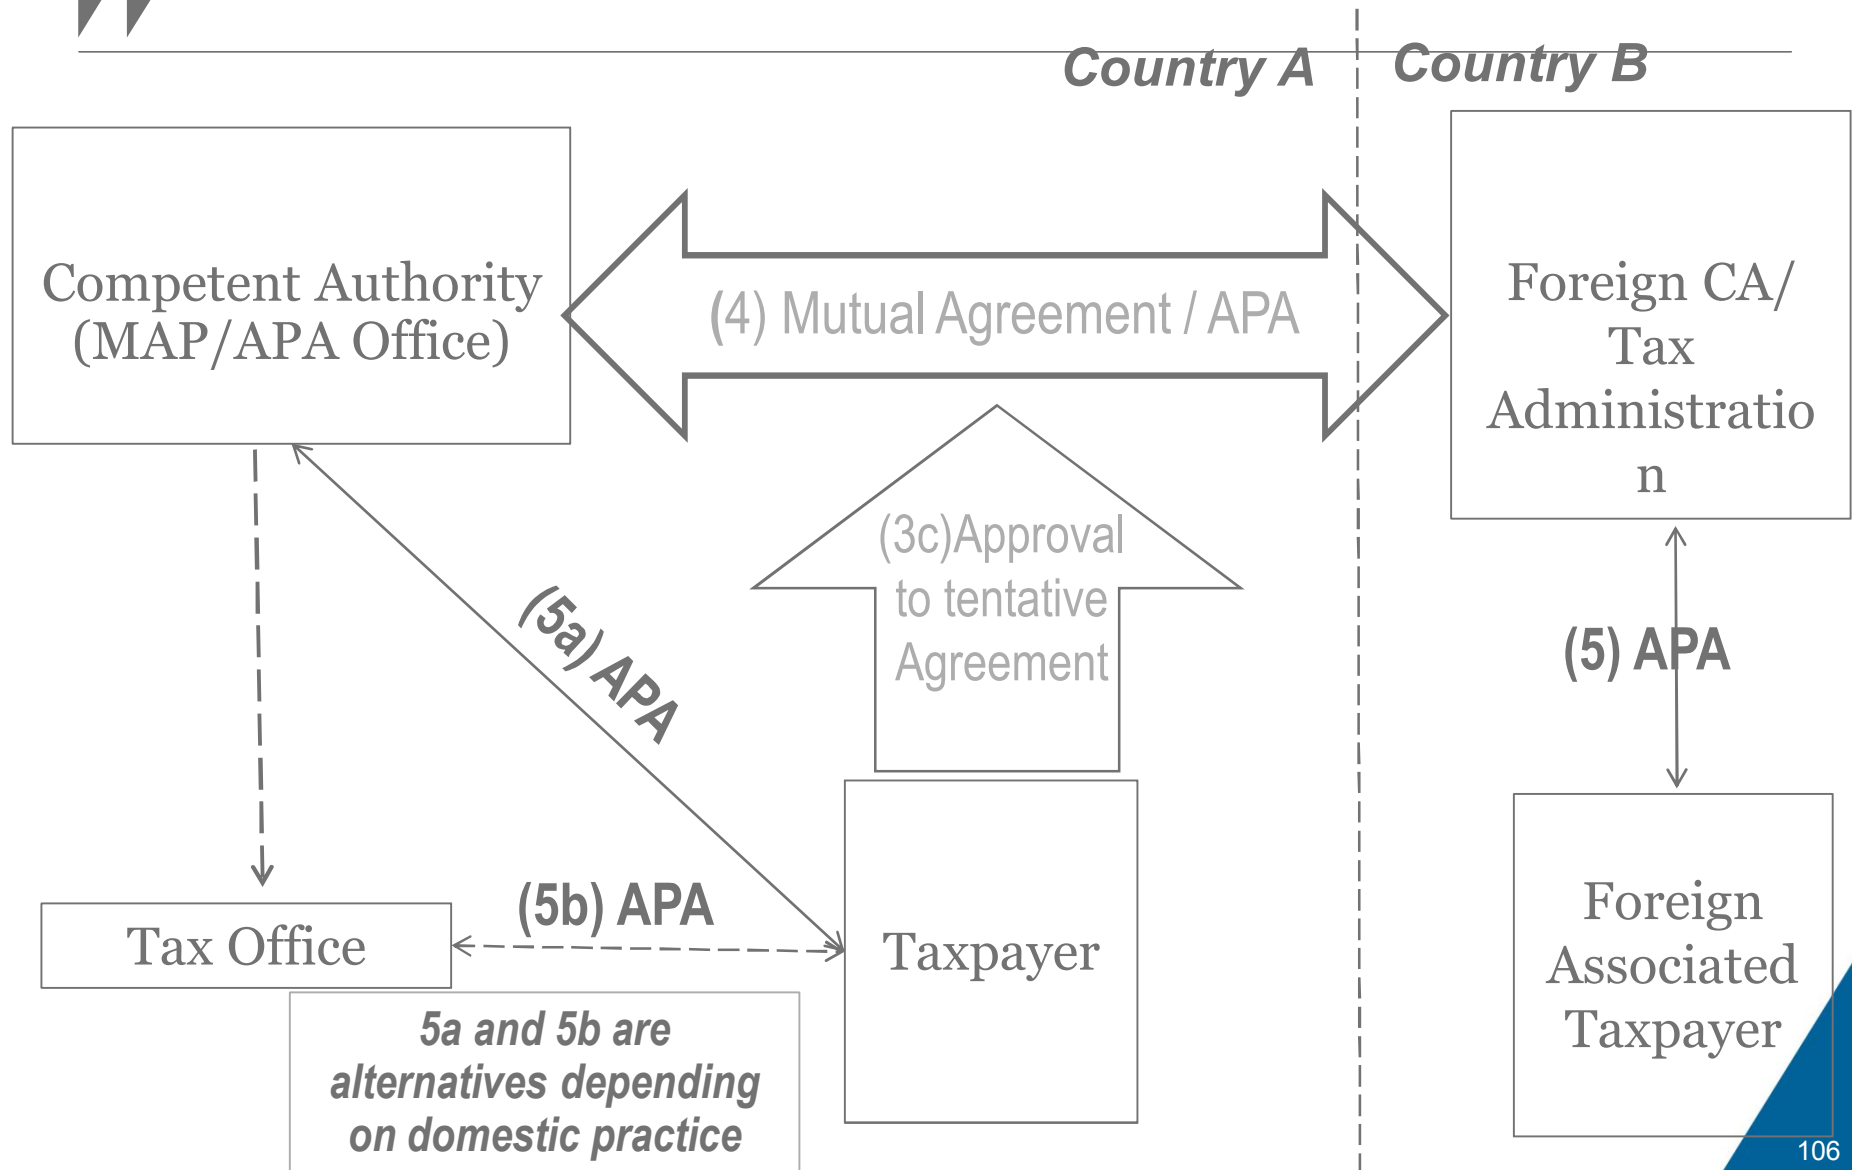 Country A
Country B
Competent Authority
(MAP/APA Office)
(4) Mutual Agreement / APA
Foreign CA/
Tax
Administratio
n
(3c)Approval
to tentative
Agreement
(5a) APA
(5) APA
(5b) APA
Tax Office
Taxpayer
Foreign
Associated
Taxpayer
5a and 5b are
alternatives depending
on domestic practice
106